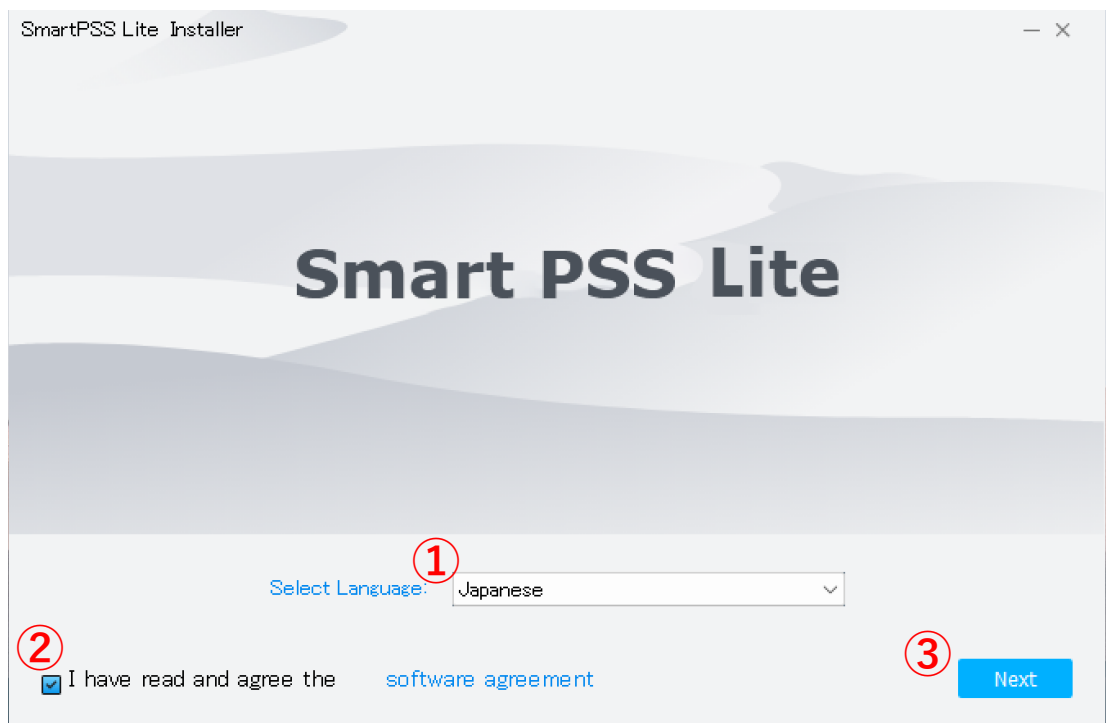 SmartPSS Lite Installer
Smart PSS Lite
①
Select Language: Japanese
②
I have read and agree the software agreement
③
Next